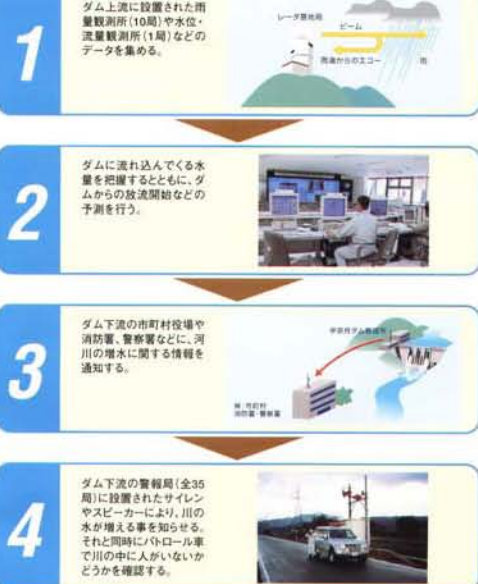 1
ダム上流に設置された雨
量観測所(10局)や水位・
流量観測所(1局)などの
データを集める。
レーダ基地局
ビーム
雨滴からのエコー
雨
2
ダムに流れ込んでくる水
量を把握するとともに、ダ
ムからの放流開始などの
予測を行う。
3
ダム下流の市町村役場や
消防署、警察署などに、河
川の増水に関する情報を
通知する。
消防署・警察署
4
ダム下流の警報局(全35
局)に設置されたサイレン
やスピーカーにより、川の
水が増える事を知らせる。
それと同時にパトロール車
で川の中に人がいないか
どうかを確認する。